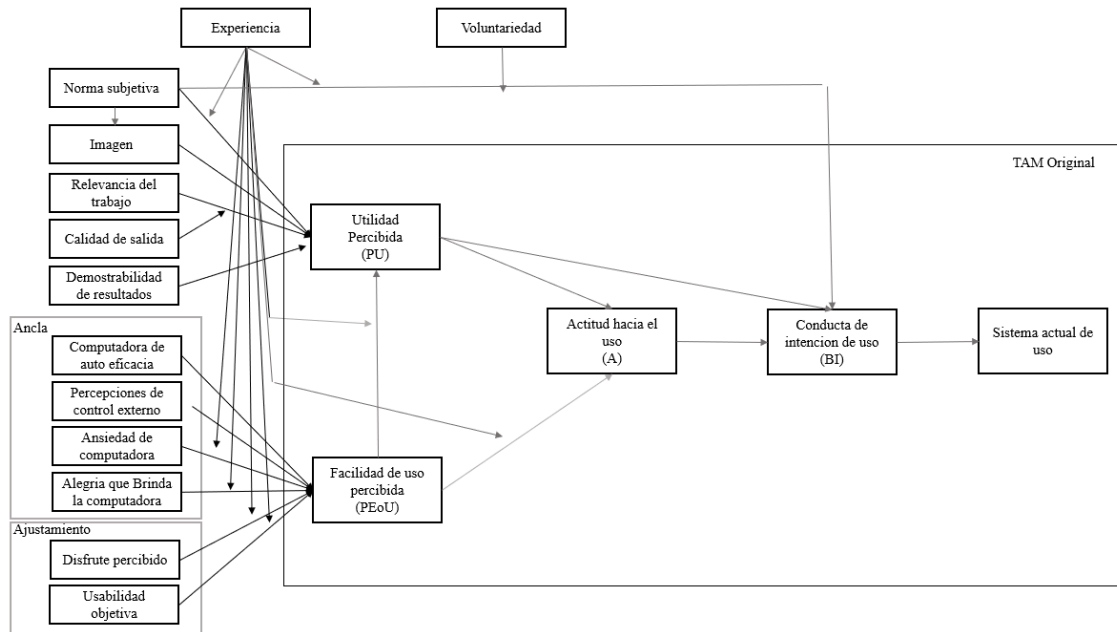 Experiencia
Voluntariedad
Norma subjetiva
Imagen
Relevancia del
trabajo
Calidad de salida
Demostrabilidad
de resultados
TAM Original
Utilidad
Percibida
(PU)
Actitud hacia el
uso
(A)
Conducta de
intencion de uso
(BI)
Sistema actual de
uso
Ancla
Computadora de
auto eficacia
Percepciones de
control externo
Ansiedad de
computadora
Alegria que Brinda
la computadora
Facilidad de uso
percibida
(PEoU)
Ajustamiento
Disfrute percibido
Usabilidad
objetiva